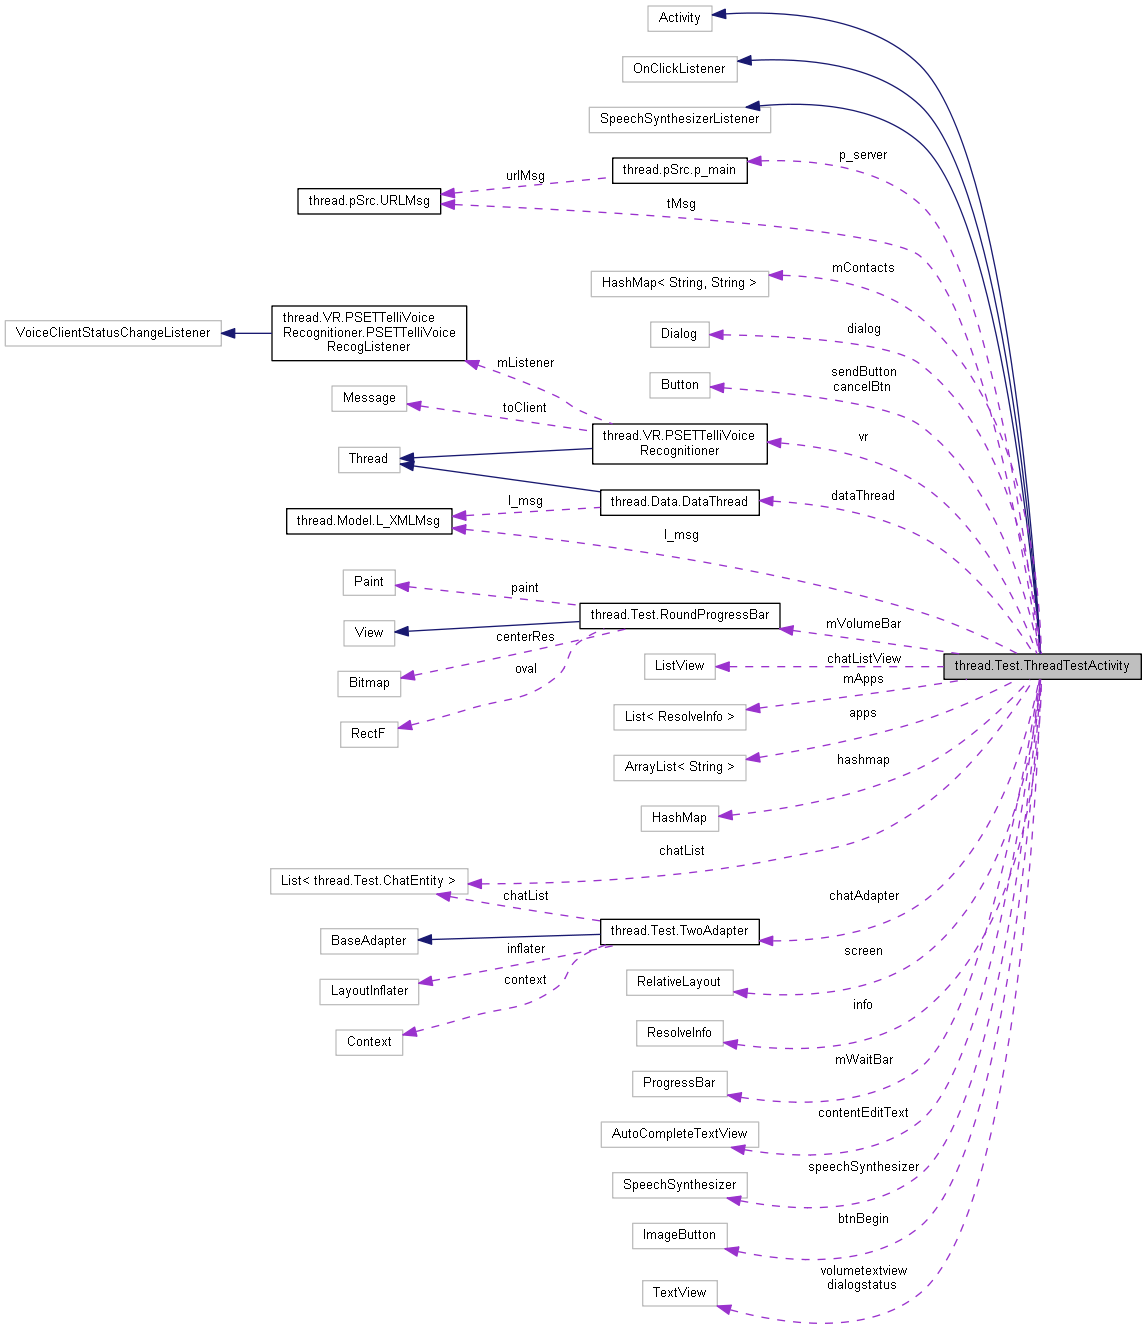 Activity
OnClickListener
SpeechSynthesizerListener
p_server
thread.pSrc.p_main
urlMsg
thread.pSrc.URLMsg
tMsg
mContacts
HashMap< String, String >
thread.VR.PSETTelliVoice
Recognitioner.PSETTelliVoice
RecogListener
VoiceClientStatusChangeListener
dialog
Dialog
mListener
sendButton
cancelBtn
Button
Message
toClient
thread.VR.PSETTelliVoice
Recognitioner
vr
Thread
dataThread
thread.Data.DataThread
l_msg
thread.Model.L_XMLMsg
l_msg
Paint
paint
thread.Test.RoundProgressBar
mVolumeBar
View
centerRes
chatListView
ListView
thread.Test.ThreadTestActivity
oval
mApps
Bitmap
List< ResolveInfo >
apps
RectF
hashmap
ArrayList< String >
HashMap
chatList
List< thread.Test.ChatEntity >
chatList
chatAdapter
thread.Test.TwoAdapter
BaseAdapter
inflater
screen
context
RelativeLayout
LayoutInflater
info
ResolveInfo
Context
mWaitBar
ProgressBar
contentEditText
AutoCompleteTextView
speechSynthesizer
SpeechSynthesizer
btnBegin
ImageButton
volumetextview
dialogstatus
TextView